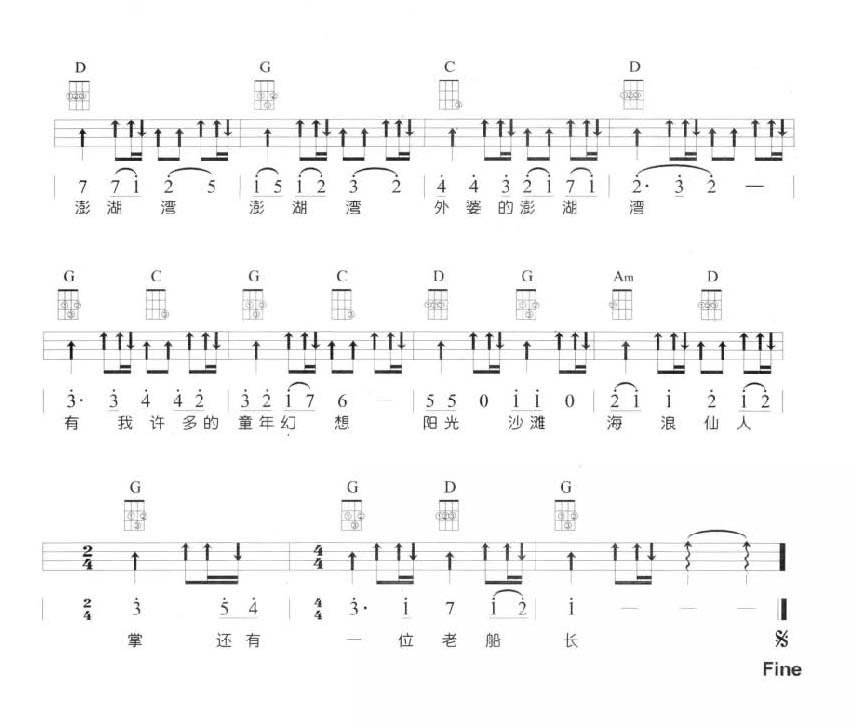 D G C D
7 7 1 2 5 1 5 1 2 3 2 4 4 3 2 1 7 1 2· 3 2 —
澎 湖 湾 澎 湖 湾 外 婆 的 澎 湖 湾
G C G C D G Am D
3· 3 4 4 2 3 2 1 7 6 — 5 5 0 1 1 0 2 1 1 2 1 2
有 我 许 多 的 童 年 幻 想 阳 光 沙 滩 海 浪 仙 人
G G D G
2/4 4/4
2/4 3 5 4 4/4 3· 1 7 1 2 1 — — —
掌 还 有 一 位 老 船 长
Fine